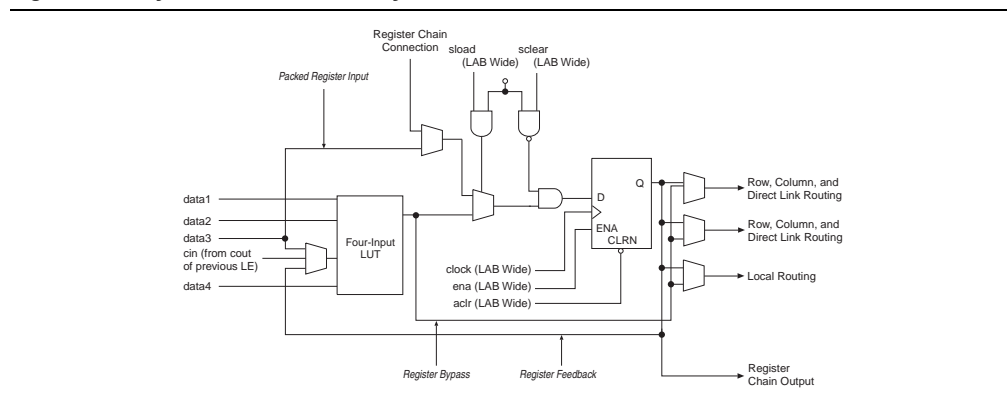 Register Chain
Connection
sload
(LAB Wide)
sclear
(LAB Wide)
Packed Register Input
data1
data2
data3
cin (from cout
of previous LE)
data4
Four-Input
LUT
Q
D
ENA
CLRN
clock (LAB Wide)
ena (LAB Wide)
aclr (LAB Wide)
Row, Column, and
Direct Link Routing
Row, Column, and
Direct Link Routing
Local Routing
Register Bypass
Register Feedback
Register
Chain Output